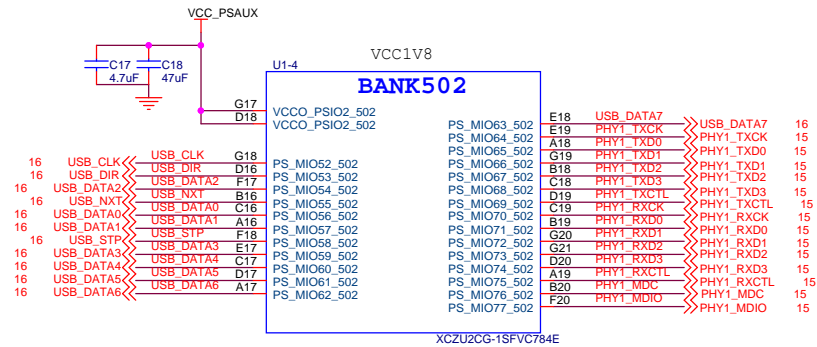 VCC_PSAUX
VCC1V8
C17
4.7uF
C18
47uF
U1-4
BANK502
G17
D18
VCCO_PSIO2_502
VCCO_PSIO2_502
16 USB_CLK USB_CLK G18 PS_MIO52_502
16 USB_DIR USB_DIR D16 PS_MIO53_502
16 USB_DATA2 USB_DATA2 F17 PS_MIO54_502
16 USB_NXT USB_NXT B16 PS_MIO55_502
16 USB_DATA0 USB_DATA0 C16 PS_MIO56_502
16 USB_DATA1 USB_DATA1 A16 PS_MIO57_502
16 USB_STP USB_STP F18 PS_MIO58_502
16 USB_DATA3 USB_DATA3 E17 PS_MIO59_502
16 USB_DATA4 USB_DATA4 C17 PS_MIO60_502
16 USB_DATA5 USB_DATA5 D17 PS_MIO61_502
16 USB_DATA6 USB_DATA6 A17 PS_MIO62_502
PS_MIO63_502 E18 USB_DATA7 USB_DATA7 16
PS_MIO64_502 E19 PHY1_TXCK PHY1_TXCK 15
PS_MIO65_502 A18 PHY1_TXD0 PHY1_TXD0 15
PS_MIO66_502 G19 PHY1_TXD1 PHY1_TXD1 15
PS_MIO67_502 B18 PHY1_TXD2 PHY1_TXD2 15
PS_MIO68_502 C18 PHY1_TXD3 PHY1_TXD3 15
PS_MIO69_502 D19 PHY1_TXCTL PHY1_TXCTL 15
PS_MIO70_502 C19 PHY1_RXCK PHY1_RXCK 15
PS_MIO71_502 B19 PHY1_RXD0 PHY1_RXD0 15
PS_MIO72_502 G20 PHY1_RXD1 PHY1_RXD1 15
PS_MIO73_502 G21 PHY1_RXD2 PHY1_RXD2 15
PS_MIO74_502 D20 PHY1_RXD3 PHY1_RXD3 15
PS_MIO75_502 A19 PHY1_RXCTL PHY1_RXCTL 15
PS_MIO76_502 B20 PHY1_MDC PHY1_MDC 15
PS_MIO77_502 F20 PHY1_MDIO PHY1_MDIO 15
XCZU2CG-1SFVC784E